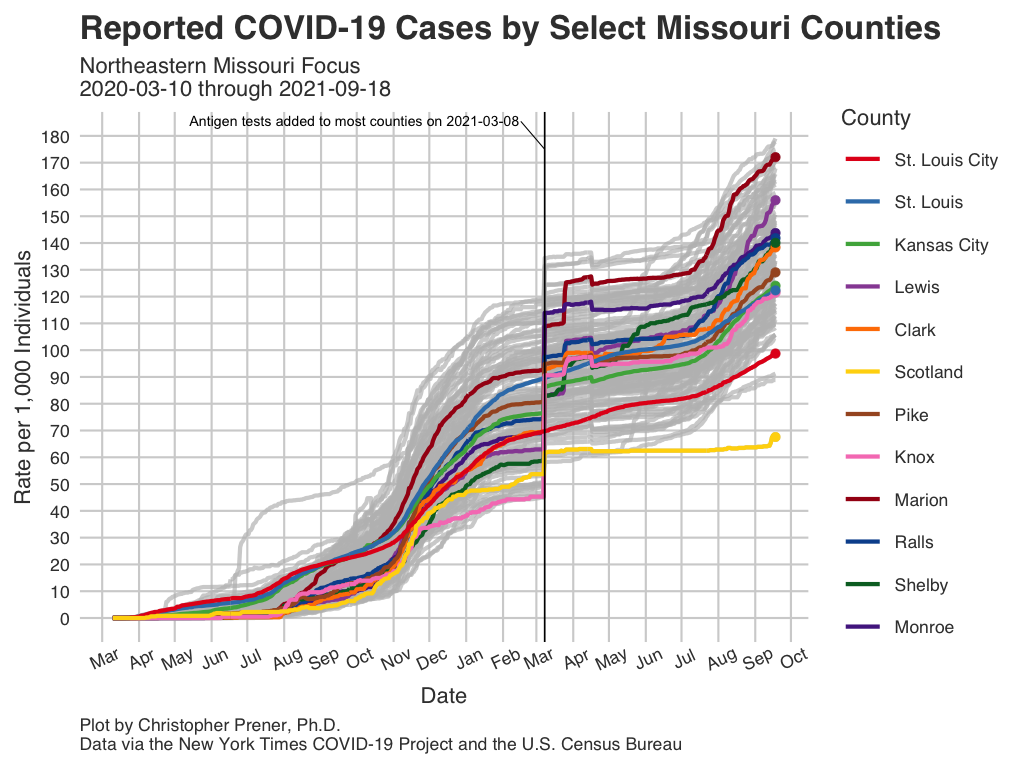 Reported COVID-19 Cases by Select Missouri Counties
Northeastern Missouri Focus
2020-03-10 through 2021-09-18
Antigen tests added to most counties on 2021-03-08
Rate per 1,000 Individuals
180
170
160
150
140
130
120
110
100
90
80
70
60
50
40
30
20
10
0
Mar Apr May Jun Jul Aug Sep Oct Nov Dec Jan Feb Mar Apr May Jun Jul Aug Sep Oct
Date
County
St. Louis City
St. Louis
Kansas City
Lewis
Clark
Scotland
Pike
Knox
Marion
Ralls
Shelby
Monroe
Plot by Christopher Prener, Ph.D.
Data via the New York Times COVID-19 Project and the U.S. Census Bureau